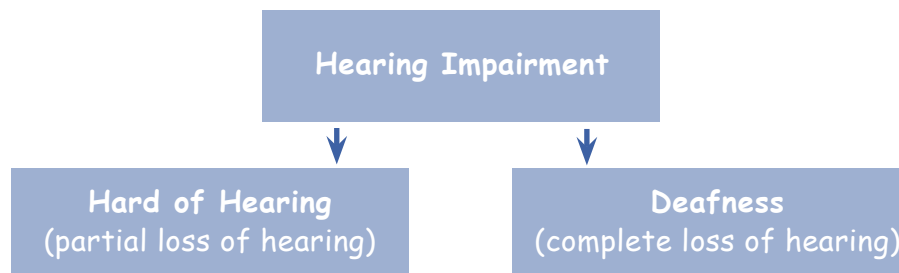 Hearing Impairment
Hard of Hearing
(partial loss of hearing)
Deafness
(complete loss of hearing)